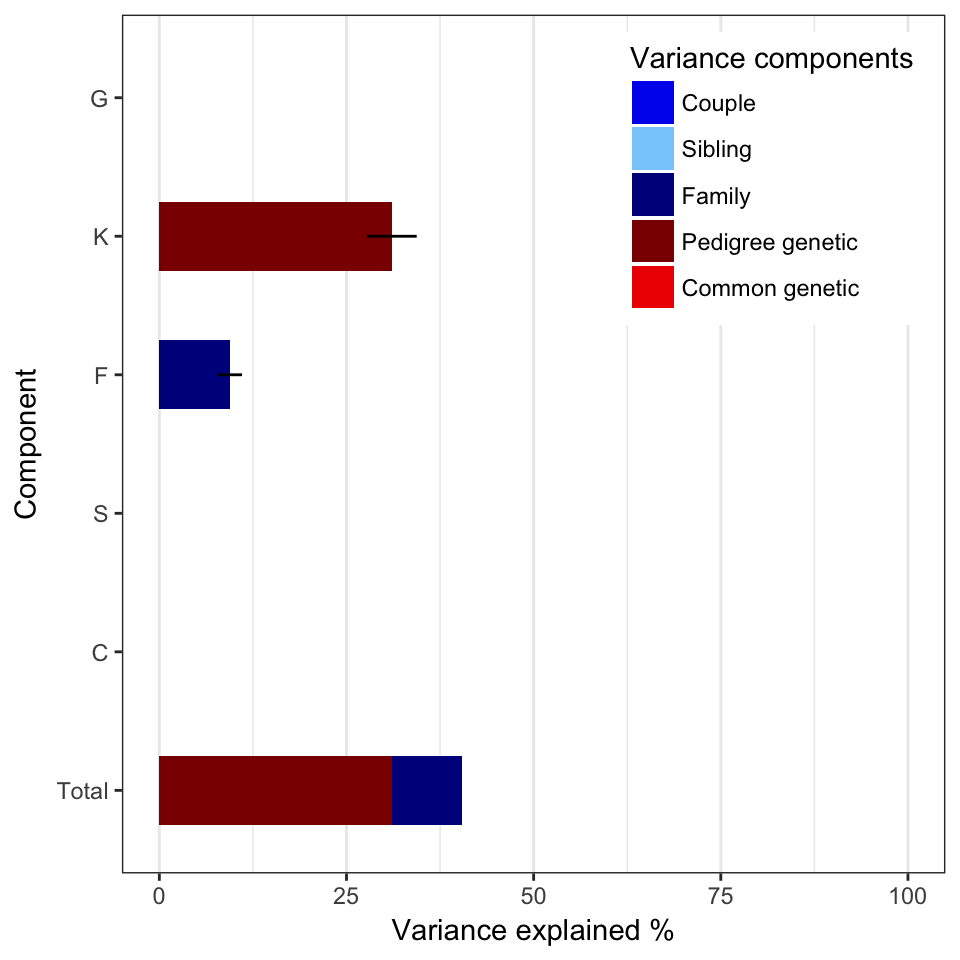 Variance components
Couple
Sibling
Family
Pedigree genetic
Common genetic
G
K
F
S
C
Total
Component
0 25 50 75 100
Variance explained %